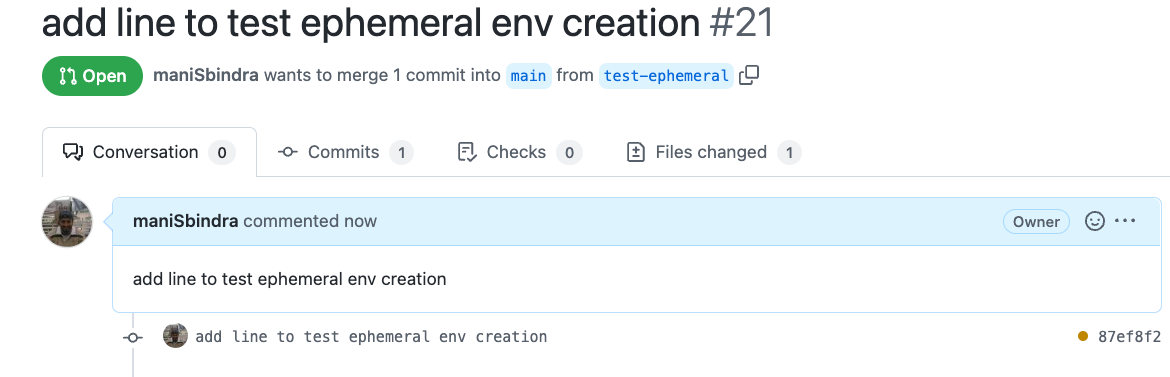 add line to test ephemeral env creation #21
Open maniSbindra wants to merge 1 commit into main from test-ephemeral
Conversation 0 Commits 1 Checks 0 Files changed 1
maniSbindra commented now Owner
add line to test ephemeral env creation
add line to test ephemeral env creation 87ef8f2